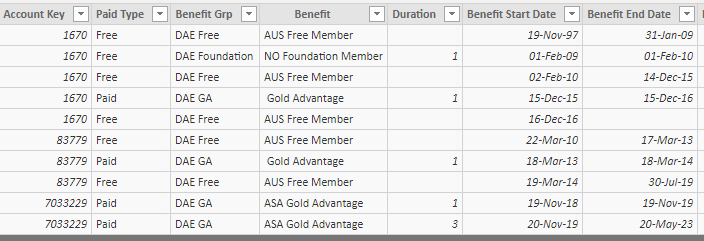 Account Key Paid Type Benefit Grp Benefit Duration Benefit Start Date Benefit End Date
1670 Free DAE Free AUS Free Member 19-Nov-97 31-Jan-09
1670 Free DAE Foundation NO Foundation Member 1 01-Feb-09 01-Feb-10
1670 Free DAE Free AUS Free Member 02-Feb-10 14-Dec-15
1670 Paid DAE GA Gold Advantage 1 15-Dec-15 15-Dec-16
1670 Free DAE Free AUS Free Member 16-Dec-16
83779 Free DAE Free AUS Free Member 22-Mar-10 17-Mar-13
83779 Paid DAE GA Gold Advantage 1 18-Mar-13 18-Mar-14
83779 Free DAE Free AUS Free Member 19-Mar-14 30-Jul-19
7033229 Paid DAE GA ASA Gold Advantage 1 19-Nov-18 19-Nov-19
7033229 Paid DAE GA ASA Gold Advantage 3 20-Nov-19 20-May-23